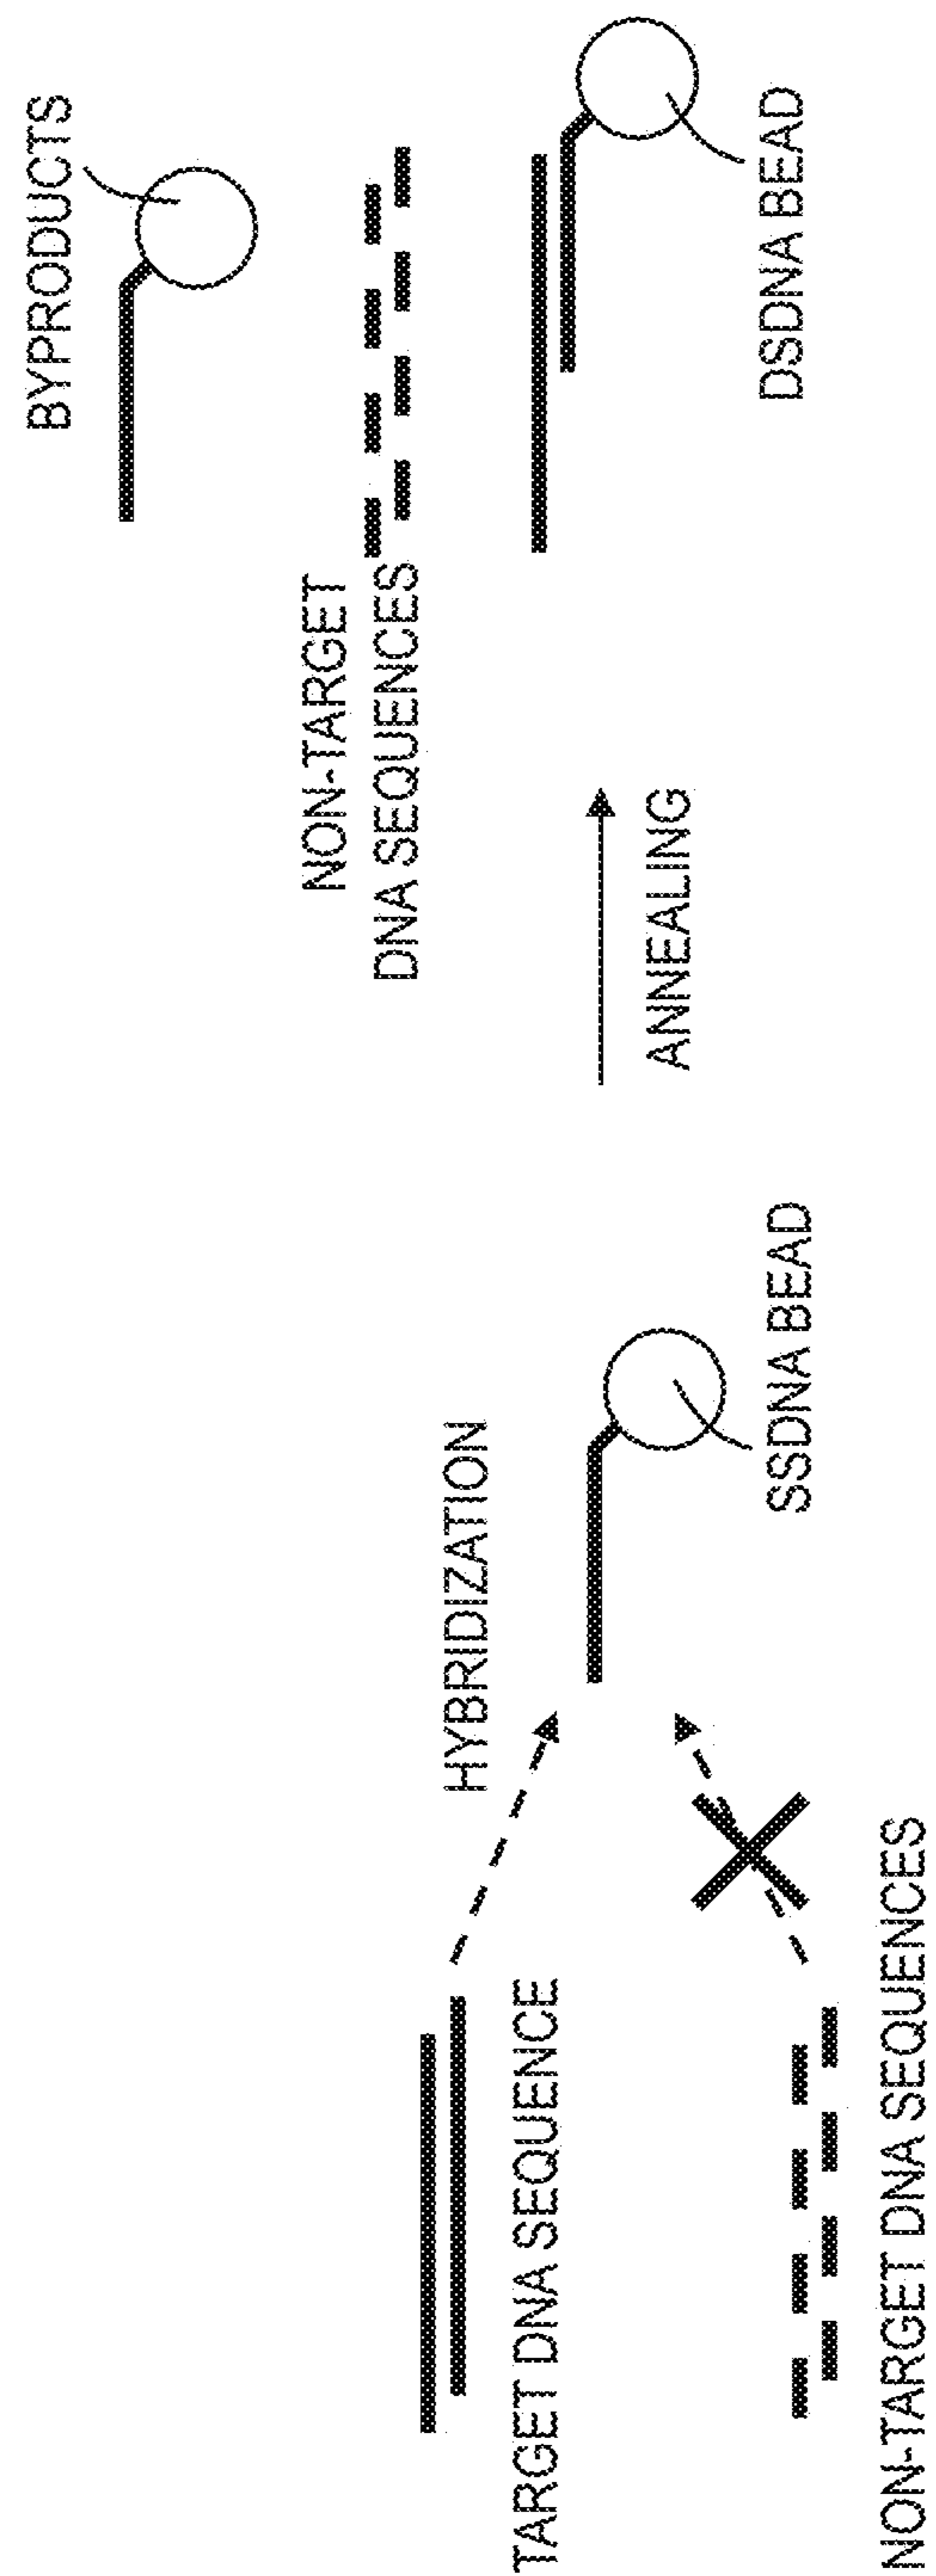 TARGET DNA SEQUENCE
NON-TARGET DNA SEQUENCES
HYBRIDIZATION
SSDNA BEAD
ANNEALING
BYPRODUCTS
NON-TARGET
DNA SEQUENCES
DSDNA BEAD